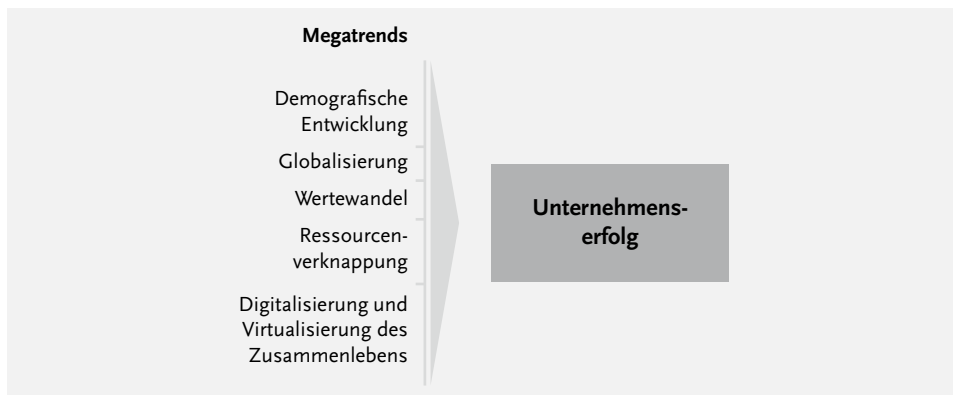 Megatrends
Demografische
Entwicklung
Globalisierung
Wertewandel
Ressourcen-
verknappung
Digitalisierung und
Virtualisierung des
Zusammenlebens
Unternehmens-
erfolg